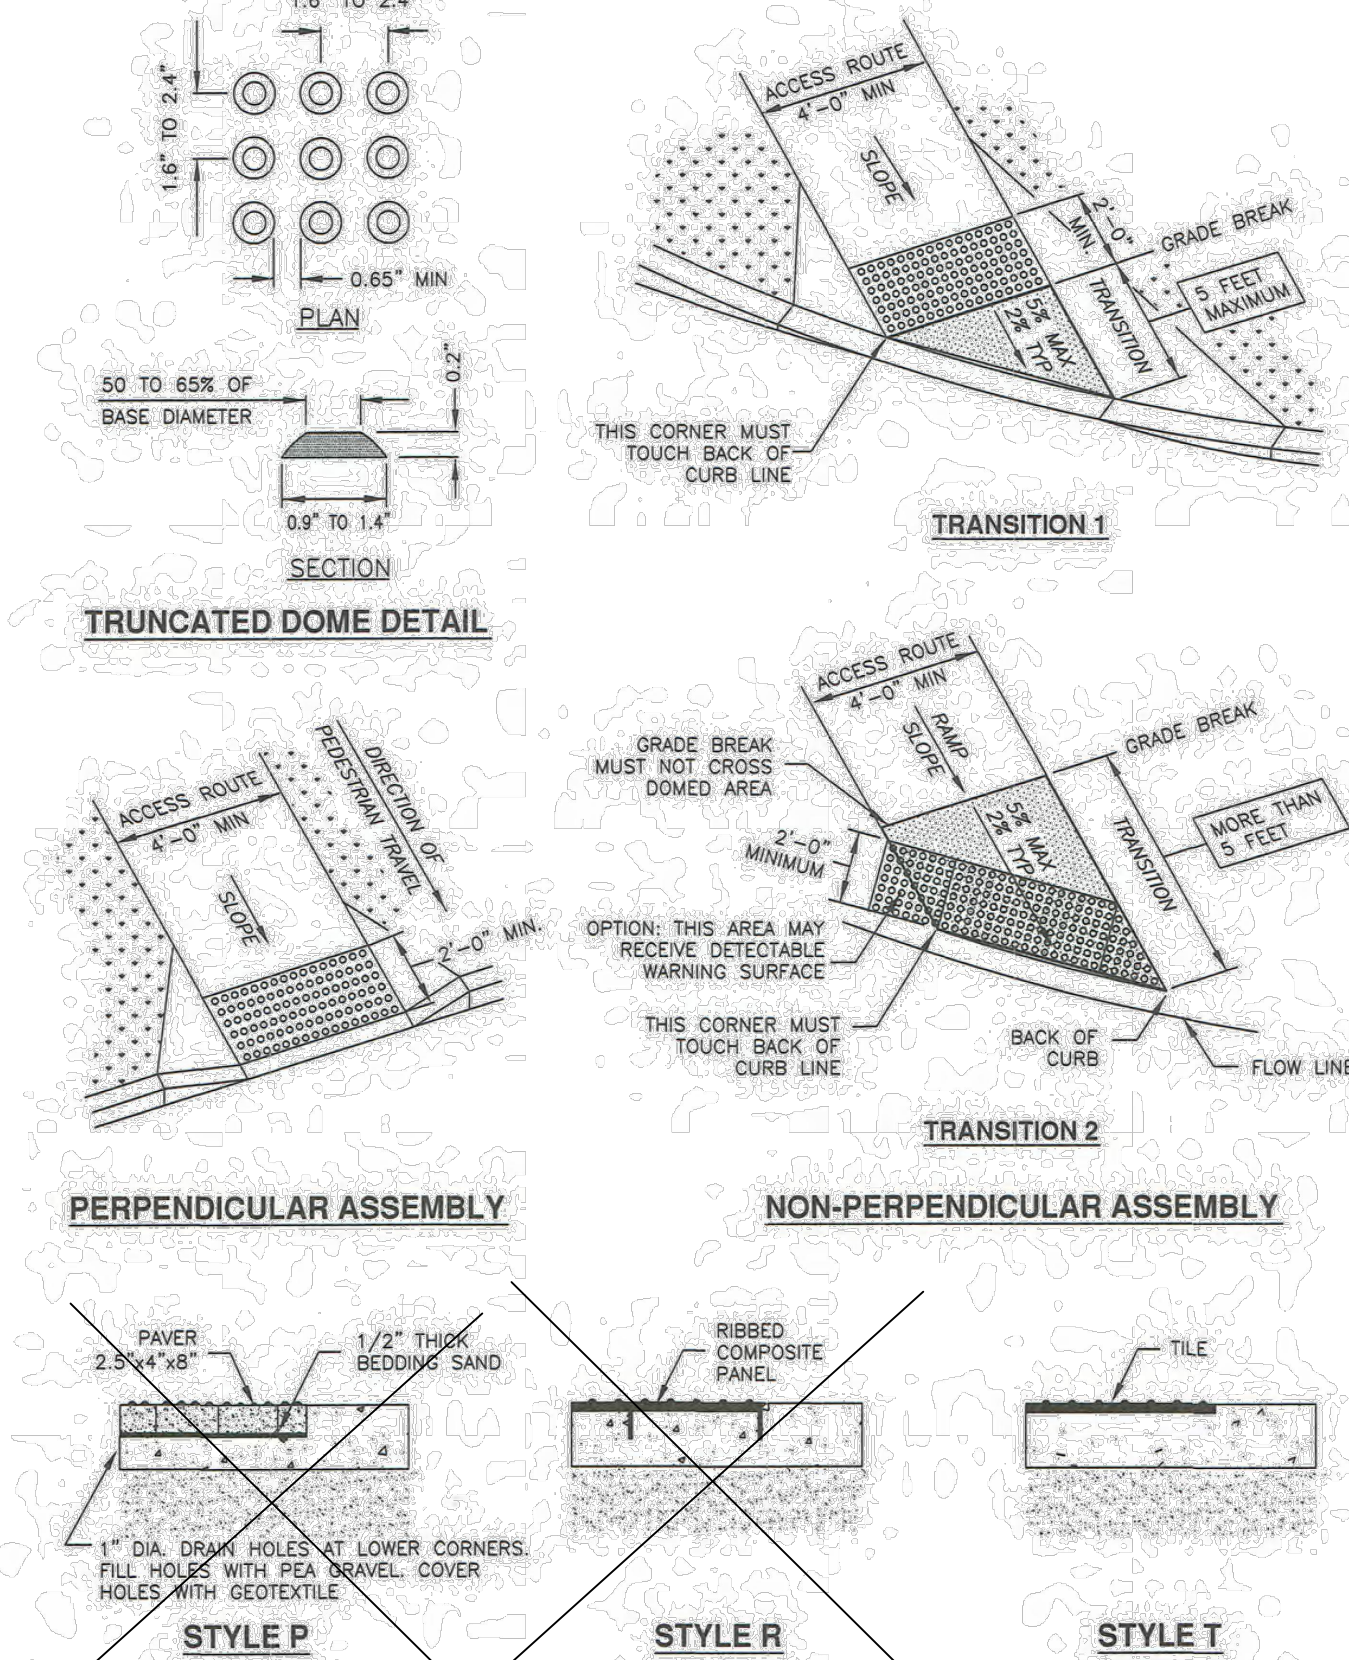 1.6" TO 2.4"
1.6" TO 2.4"
0.65" MIN
PLAN
50 TO 65% OF
BASE DIAMETER
0.2"
0.9" TO 1.4"
SECTION
TRUNCATED DOME DETAIL
ACCESS ROUTE
4'-0" MIN
SLOPE
2'-0"
MIN.
GRADE BREAK
5 FEET
MAXIMUM
TRANSITION
5% MAX
2% TYP
THIS CORNER MUST
TOUCH BACK OF
CURB LINE
TRANSITION 1
ACCESS ROUTE
4'-0" MIN
SLOPE
DIRECTION OF
PEDESTRIAN TRAVEL
2'-0" MIN.
PERPENDICULAR ASSEMBLY
ACCESS ROUTE
4'-0" MIN
RAMP
SLOPE
GRADE BREAK
GRADE BREAK
MUST NOT CROSS
DOMED AREA
MORE THAN
5 FEET
TRANSITION
5% MAX
2% TYP
2'-0"
MINIMUM
OPTION: THIS AREA MAY
RECEIVE DETECTABLE
WARNING SURFACE
THIS CORNER MUST
TOUCH BACK OF
CURB LINE
BACK OF
CURB
FLOW LINE
TRANSITION 2
NON-PERPENDICULAR ASSEMBLY
PAVER
2.5"x4"x8"
1/2" THICK
BEDDING SAND
1" DIA. DRAIN HOLES AT LOWER CORNERS.
FILL HOLES WITH PEA GRAVEL. COVER
HOLES WITH GEOTEXTILE
STYLE P
RIBBED
COMPOSITE
PANEL
STYLE R
TILE
STYLE T